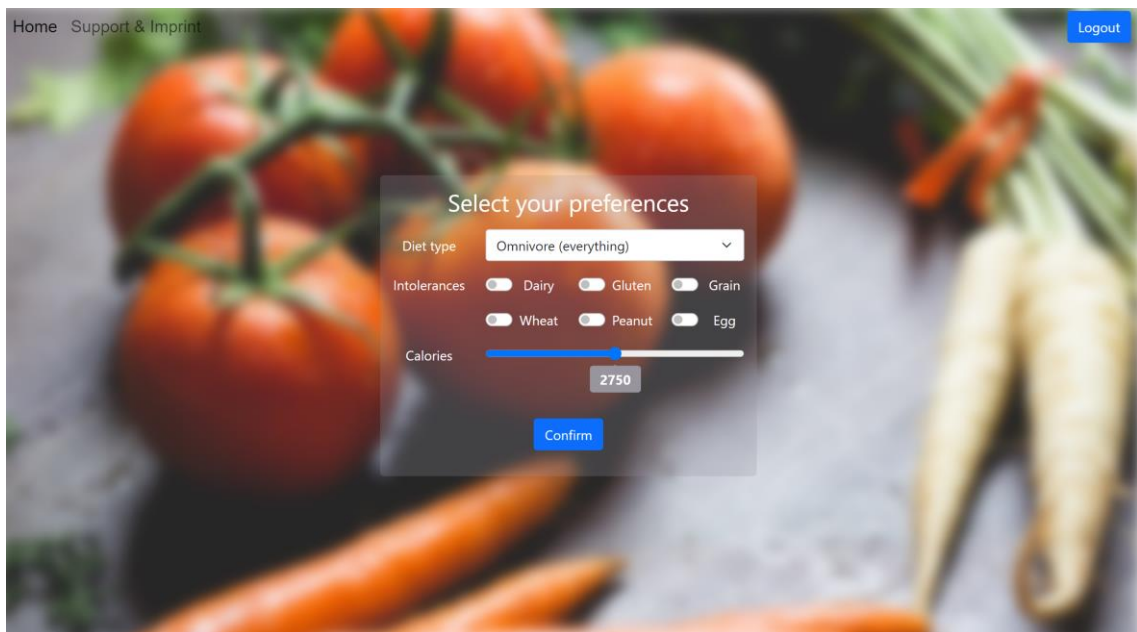 Home Support & Imprint Logout
Select your preferences
Diet type Omnivore (everything)
Intolerances Dairy Gluten Grain
Wheat Peanut Egg
Calories
2750
Confirm